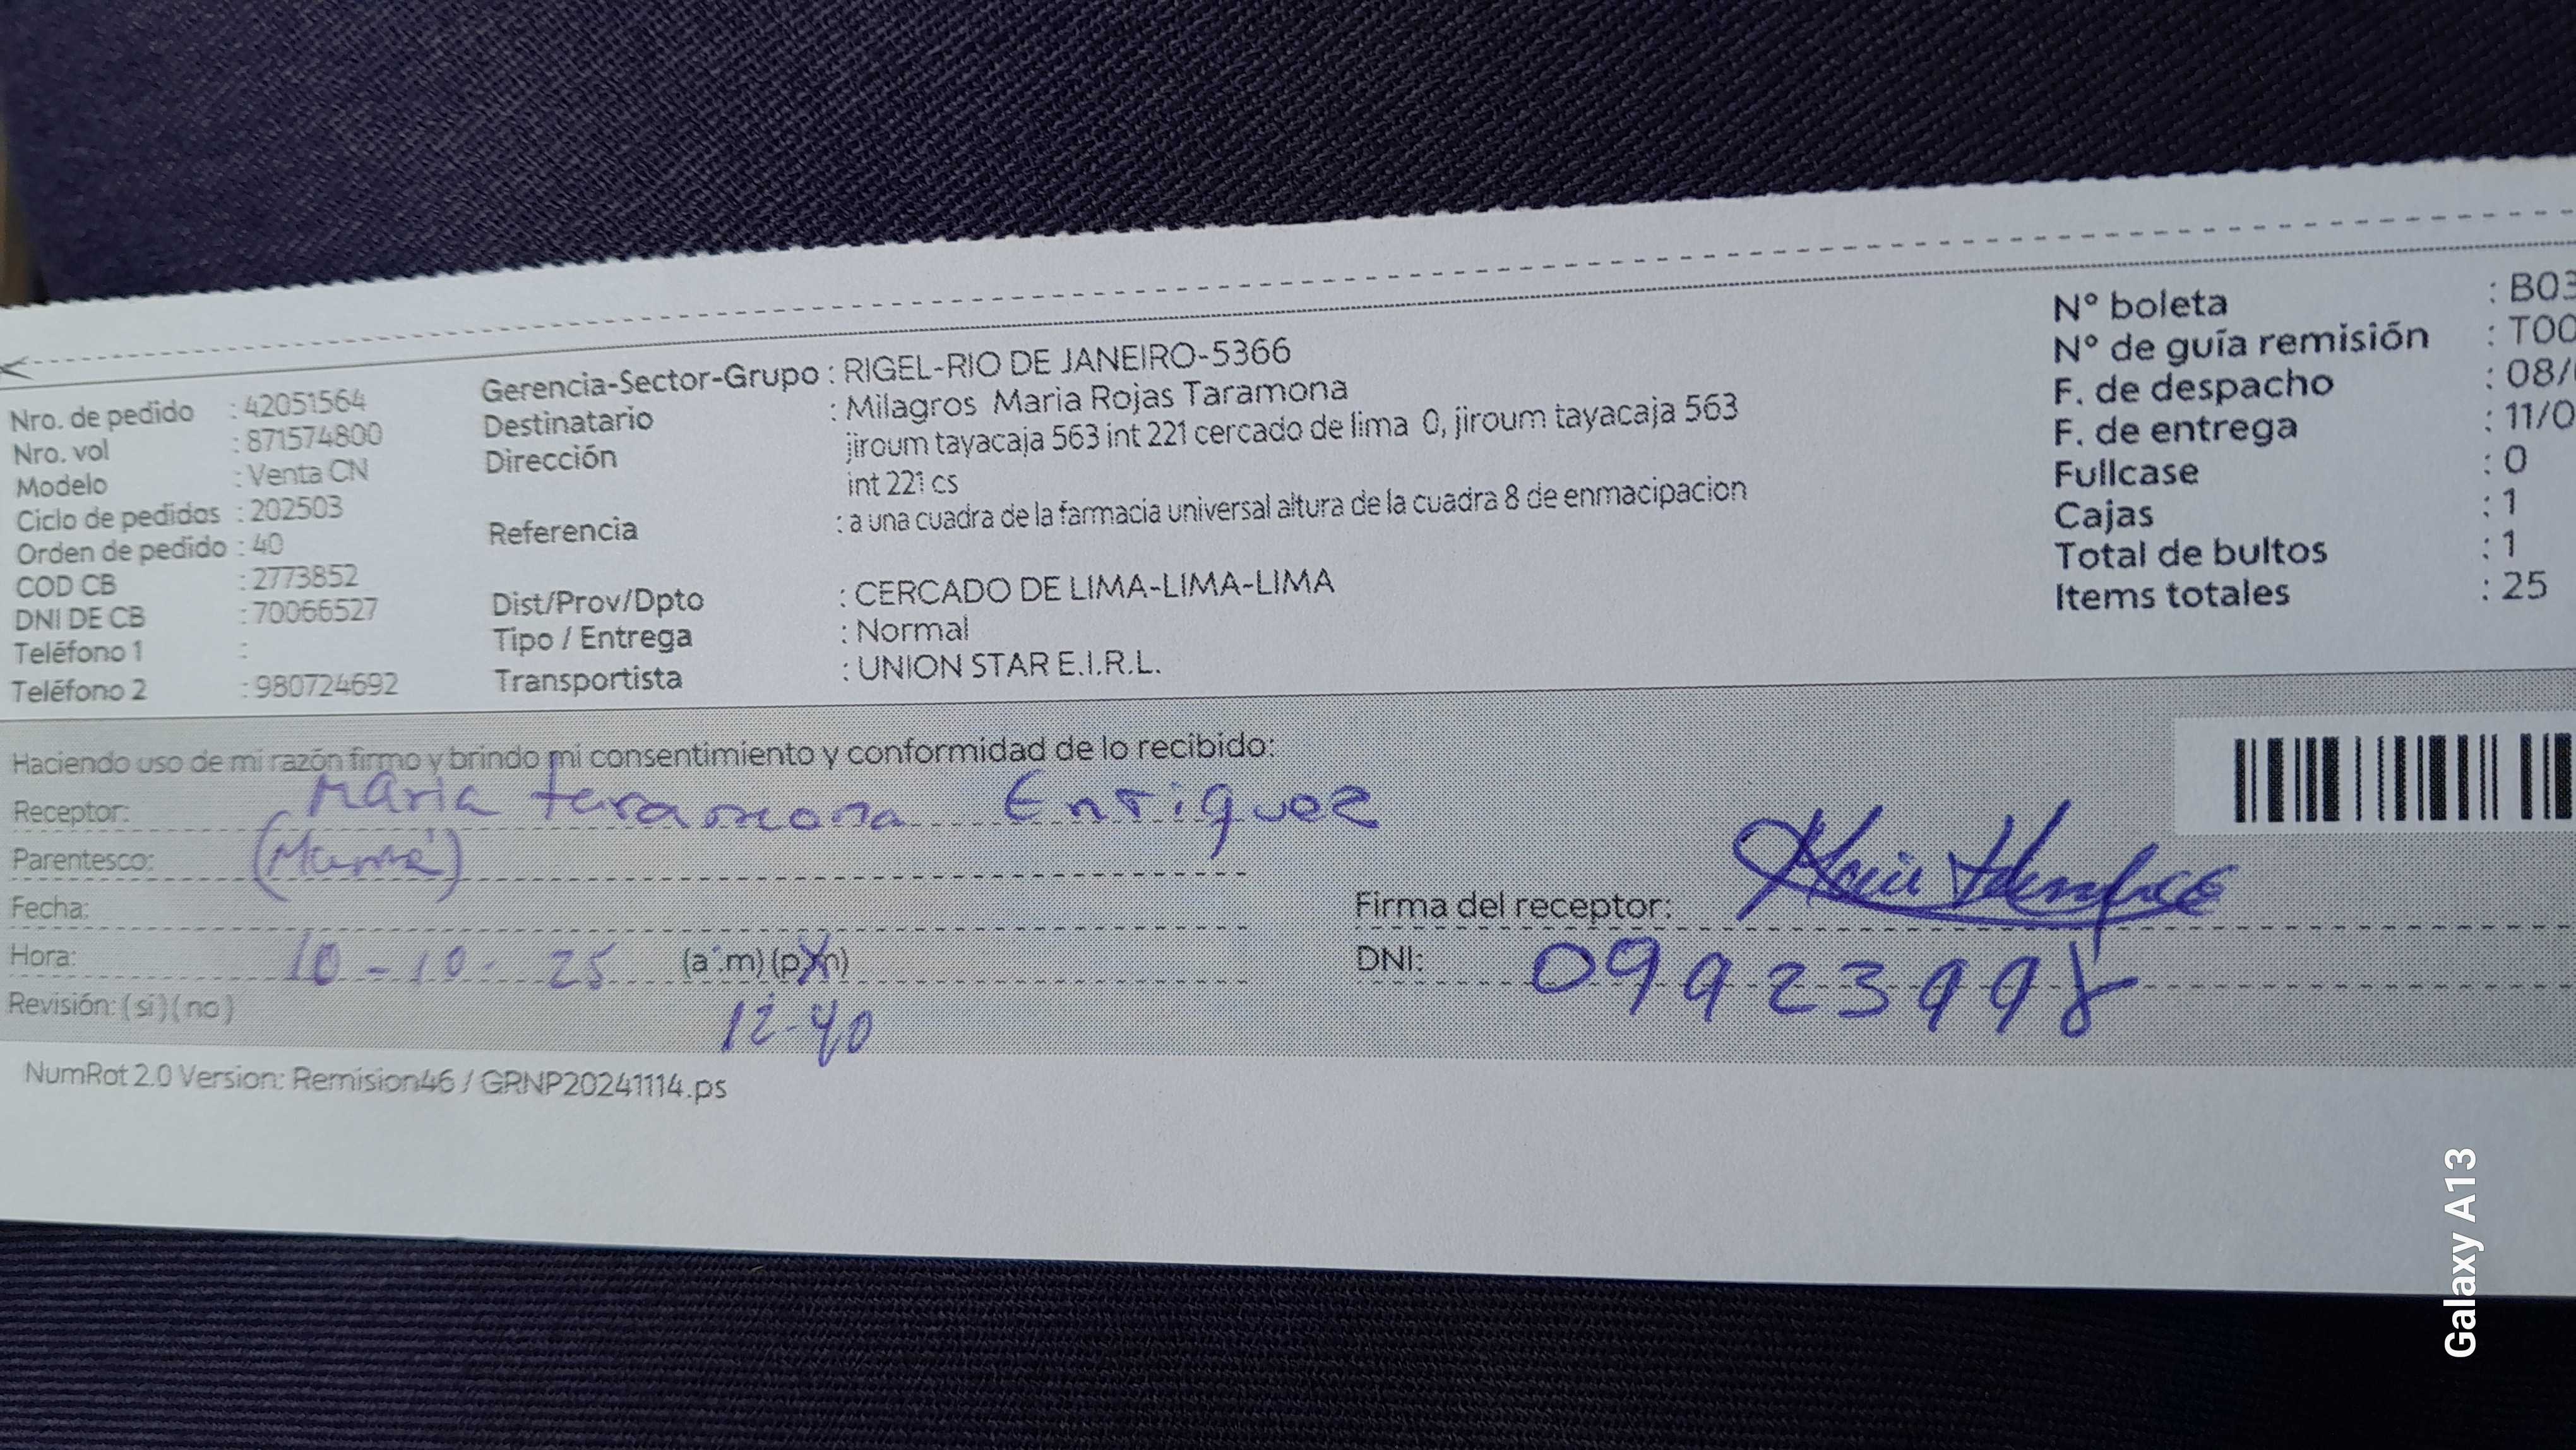 Nro. de pedido : 42051564
Nro. vol : 871574800
Modelo : Venta CN
Ciclo de pedidos : 202503
Orden de pedido : 40
COD CB : 2773852
DNI DE CB : 70066527
Teléfono 1 :
Teléfono 2 : 980724692
Gerencia-Sector-Grupo : RIGEL-RIO DE JANEIRO-5366
Destinatario : Milagros Maria Rojas Taramona
Dirección jiroum tayacaja 563 int 221 cercado de lima 0, jiroum tayacaja 563
int 221 cs
Referencia : a una cuadra de la farmacia universal altura de la cuadra 8 de enmacipacion
Dist/Prov/Dpto : CERCADO DE LIMA-LIMA-LIMA
Tipo / Entrega : Normal
Transportista : UNION STAR E.I.R.L.
N° boleta : B03
N° de guía remisión : T00
F. de despacho : 08/
F. de entrega : 11/0
Fullcase : 0
Cajas : 1
Total de bultos : 1
Items totales : 25
Haciendo uso de mi razón firmo y brindo mi consentimiento y conformidad de lo recibido:
Receptor: Maria taramona Enriquez
Parentesco: (Mamá)
Fecha:
Hora: 10-10-25 (a.m) (p.m)
12-40
Revisión: (si) (no)
Firma del receptor:
DNI: 09923998
NumRot 2.0 Version: Remision46 / GRNP20241114.ps
Galaxy A13